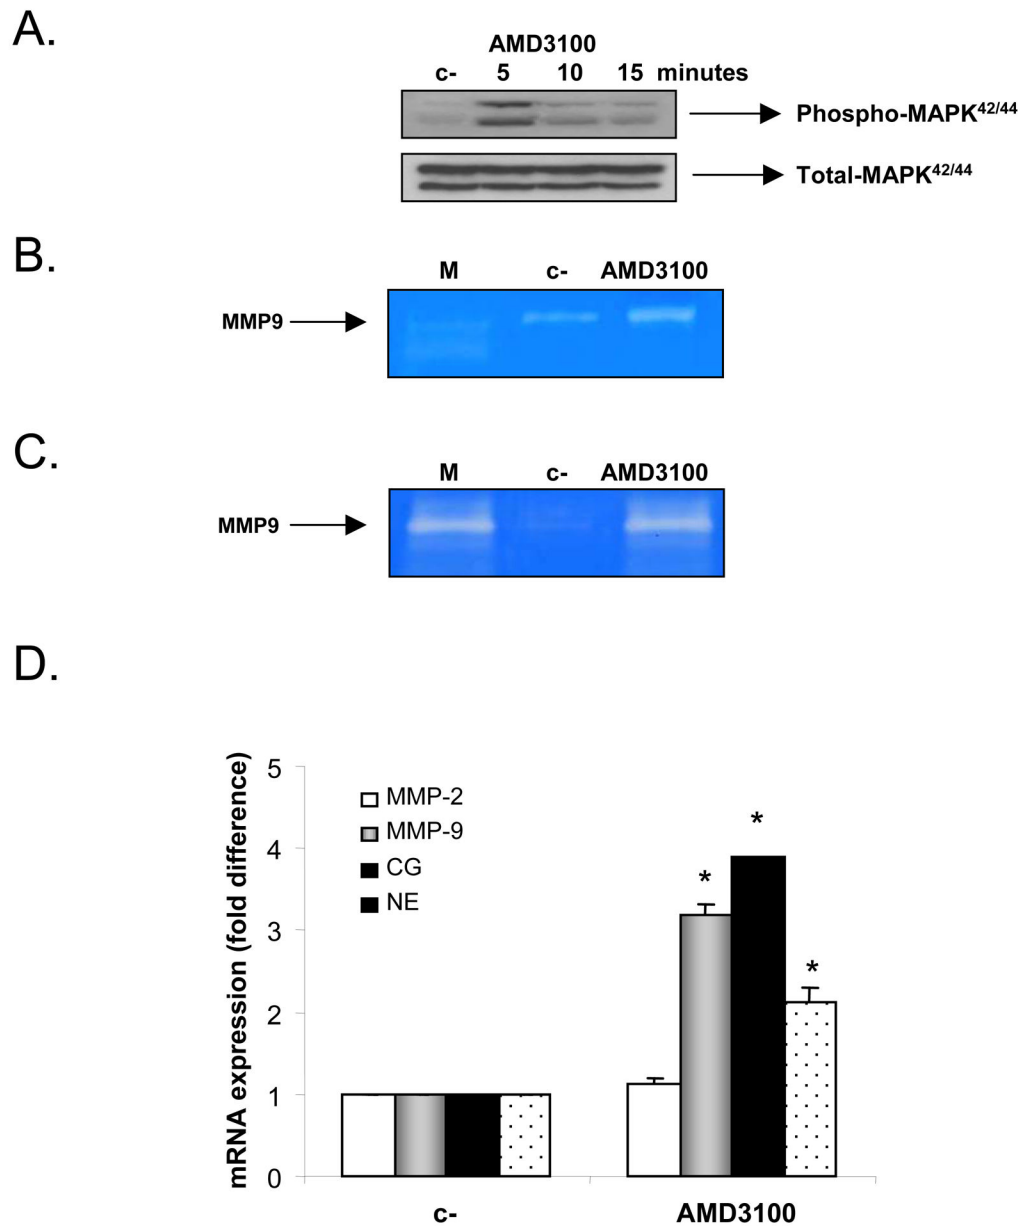 A.
AMD3100
c- 5 10 15 minutes
Phospho-MAPK42/44
Total-MAPK42/44
B.
M c- AMD3100
MMP9
C.
M c- AMD3100
MMP9
D.
mRNA expression (fold difference)
5
4
3
2
1
0
MMP-2
MMP-9
CG
NE
*
*
*
c- AMD3100